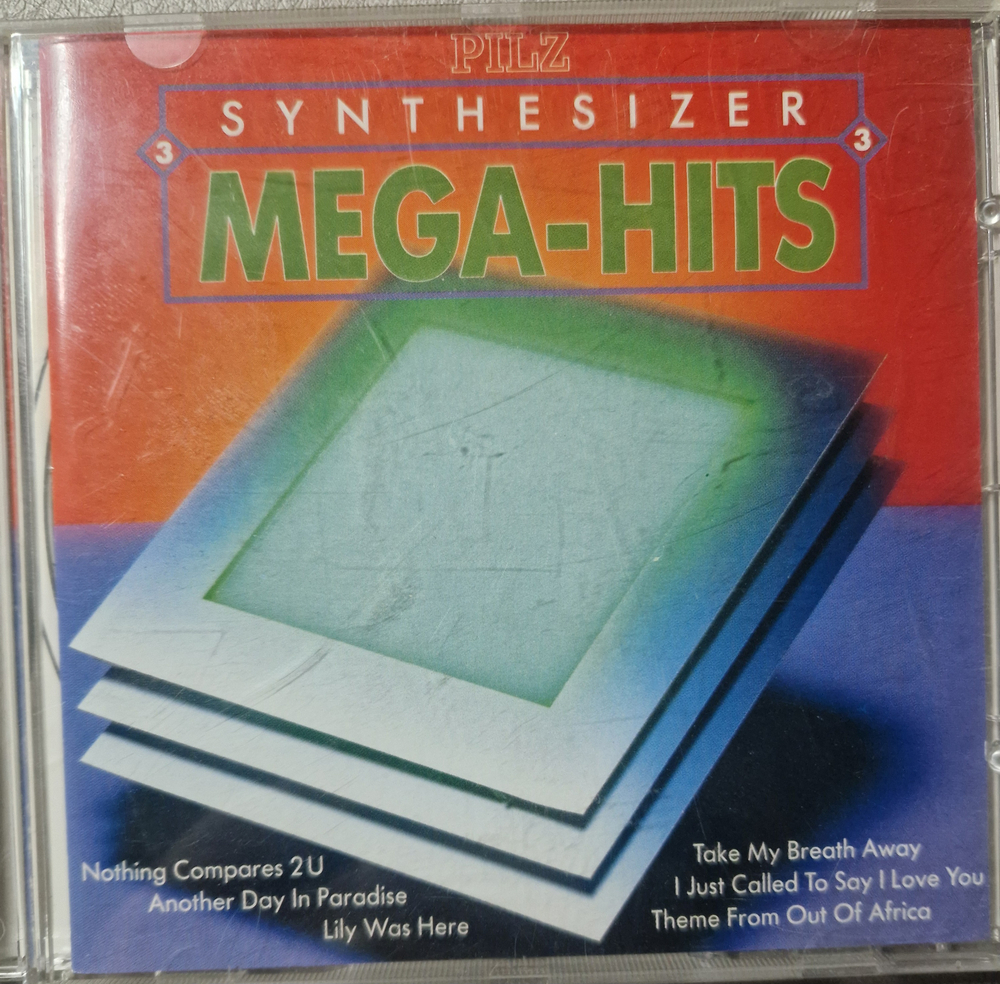 PILZ
SYNTHESIZER
3 3
MEGA-HITS
Nothing Compares 2 U
Another Day In Paradise
Lily Was Here
Take My Breath Away
I Just Called To Say I Love You
Theme From Out Of Africa